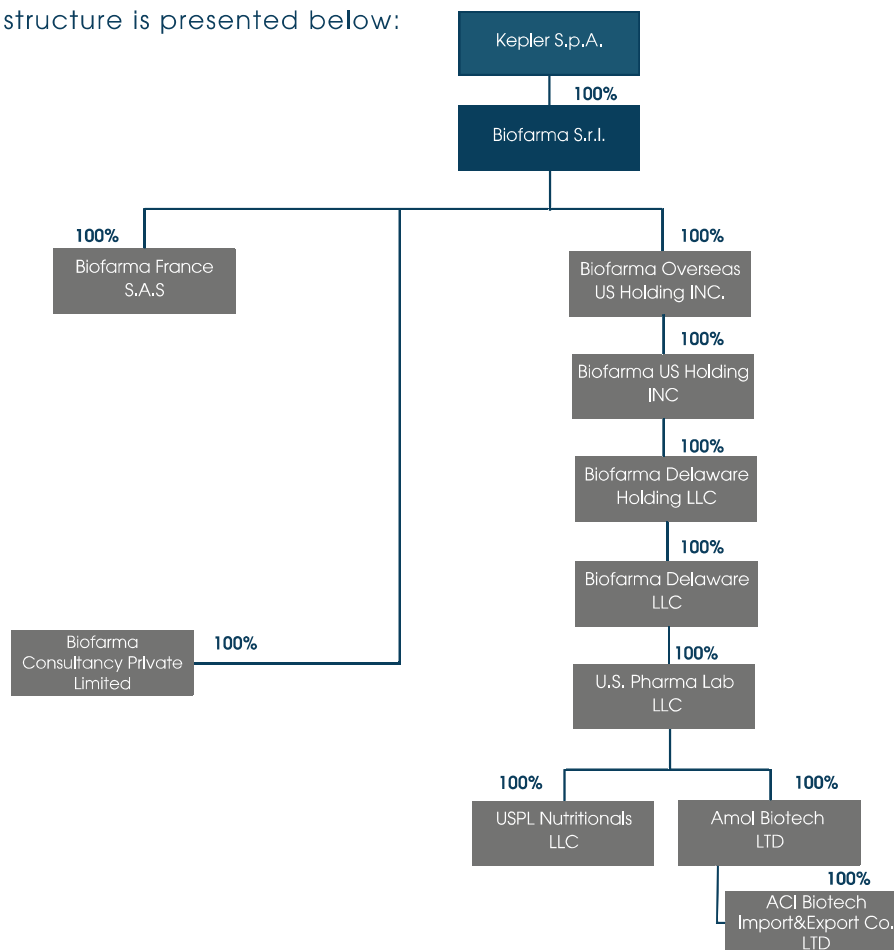 structure is presented below:
Kepler S.p.A.
100%
Biofarma S.r.l.
100%
Biofarma France
S.A.S
100%
Biofarma Overseas
US Holding INC.
100%
Biofarma US Holding
INC
100%
Biofarma Delaware
Holding LLC
100%
Biofarma Delaware
LLC
Biofarma
Consultancy Private
Limited
100%
100%
U.S. Pharma Lab
LLC
100%
USPL Nutritionals
LLC
100%
Amol Biotech
LTD
100%
ACI Biotech
Import&Export Co.
LTD